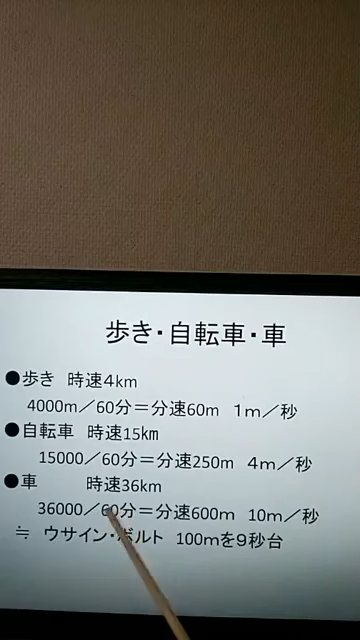 歩き・自転車・車
●歩き 時速4km
4000m／60分＝分速60m 1m／秒
●自転車 時速15km
15000／60分＝分速250m 4m／秒
●車 時速36km
36000／60分＝分速600m 10m／秒
≒ ウサイン・ボルト 100mを9秒台